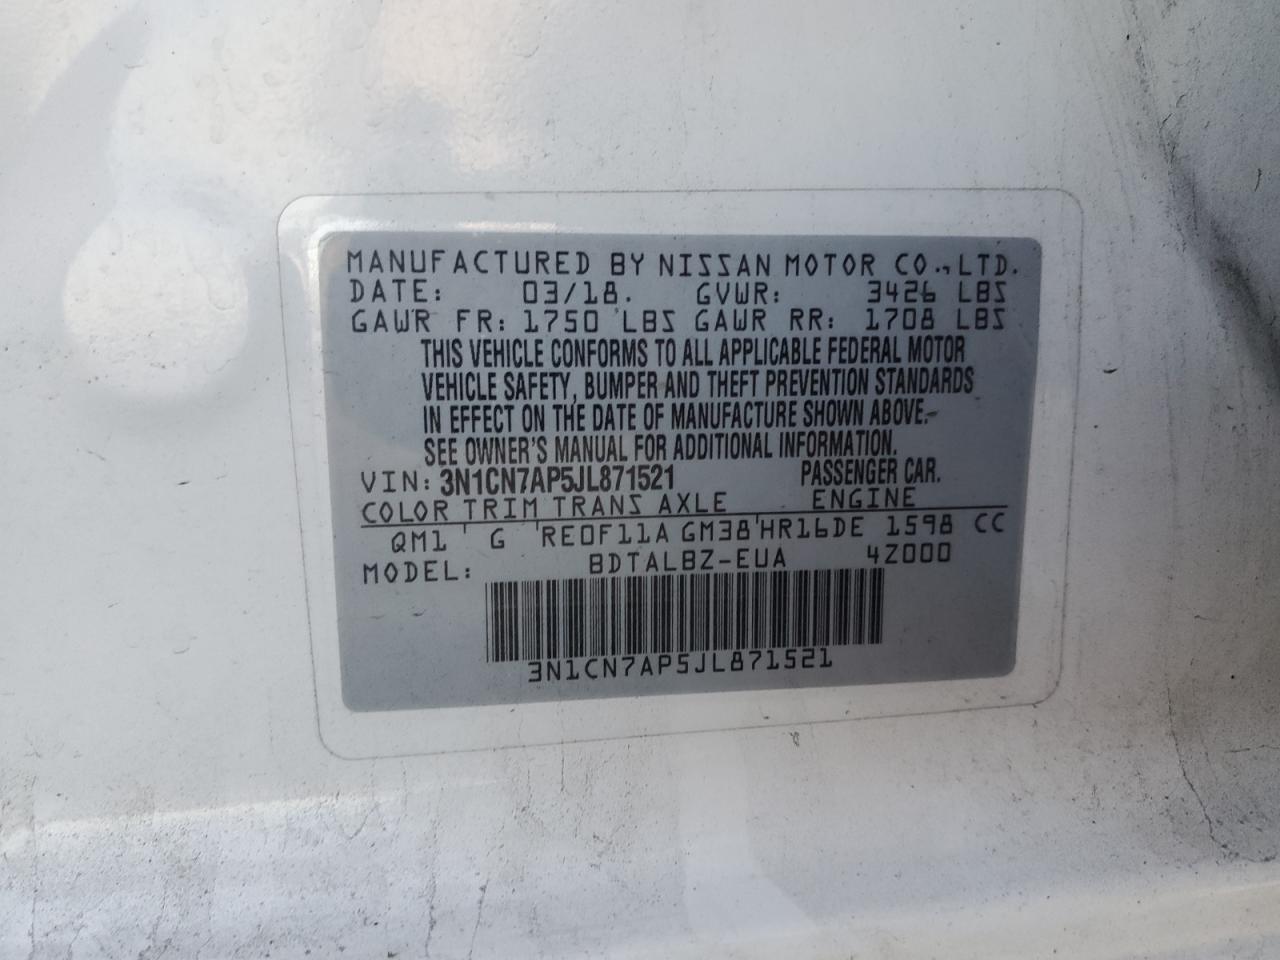 MANUFACTURED BY NISSAN MOTOR CO.,LTD.
DATE: 03/18. GVWR: 3426 LBS
GAWR FR: 1750 LBS GAWR RR: 1708 LBS
THIS VEHICLE CONFORMS TO ALL APPLICABLE FEDERAL MOTOR
VEHICLE SAFETY, BUMPER AND THEFT PREVENTION STANDARDS
IN EFFECT ON THE DATE OF MANUFACTURE SHOWN ABOVE.
SEE OWNER'S MANUAL FOR ADDITIONAL INFORMATION.
VIN: 3N1CN7AP5JL871521 PASSENGER CAR.
COLOR TRIM TRANS AXLE ENGINE
QM1 ' G 'RE0F11A GM38'HR16DE 1598 CC
MODEL: BDTALBZ-EUA 4Z000
3N1CN7AP5JL871521